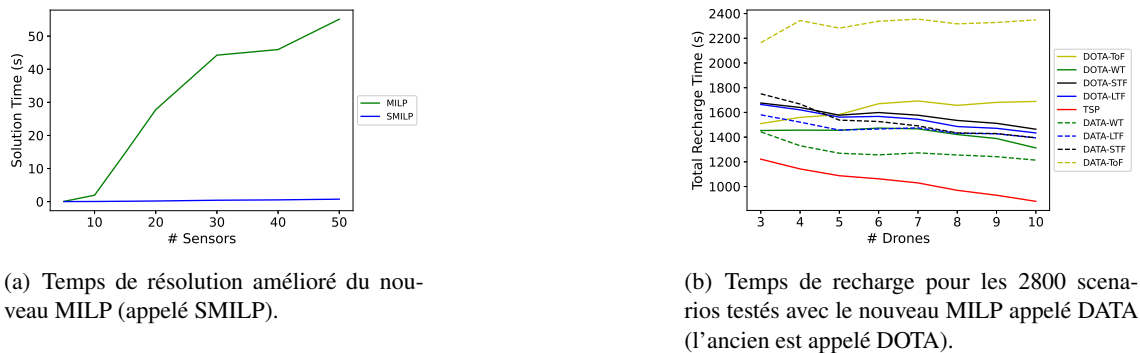 50
40
30
20
10
0
Solution Time (s)
10 20 30 40 50
# Sensors
MILP
SMILP
2400
2200
2000
1800
1600
1400
1200
1000
Total Recharge Time (s)
3 4 5 6 7 8 9 10
# Drones
DOTA-ToF
DOTA-WT
DOTA-STF
DOTA-LTF
TSP
DATA-WT
DATA-LTF
DATA-STF
DATA-ToF
(a) Temps de résolution amélioré du nou-
veau MILP (appelé SMILP).
(b) Temps de recharge pour les 2800 scena-
rios testés avec le nouveau MILP appelé DATA
(l'ancien est appelé DOTA).